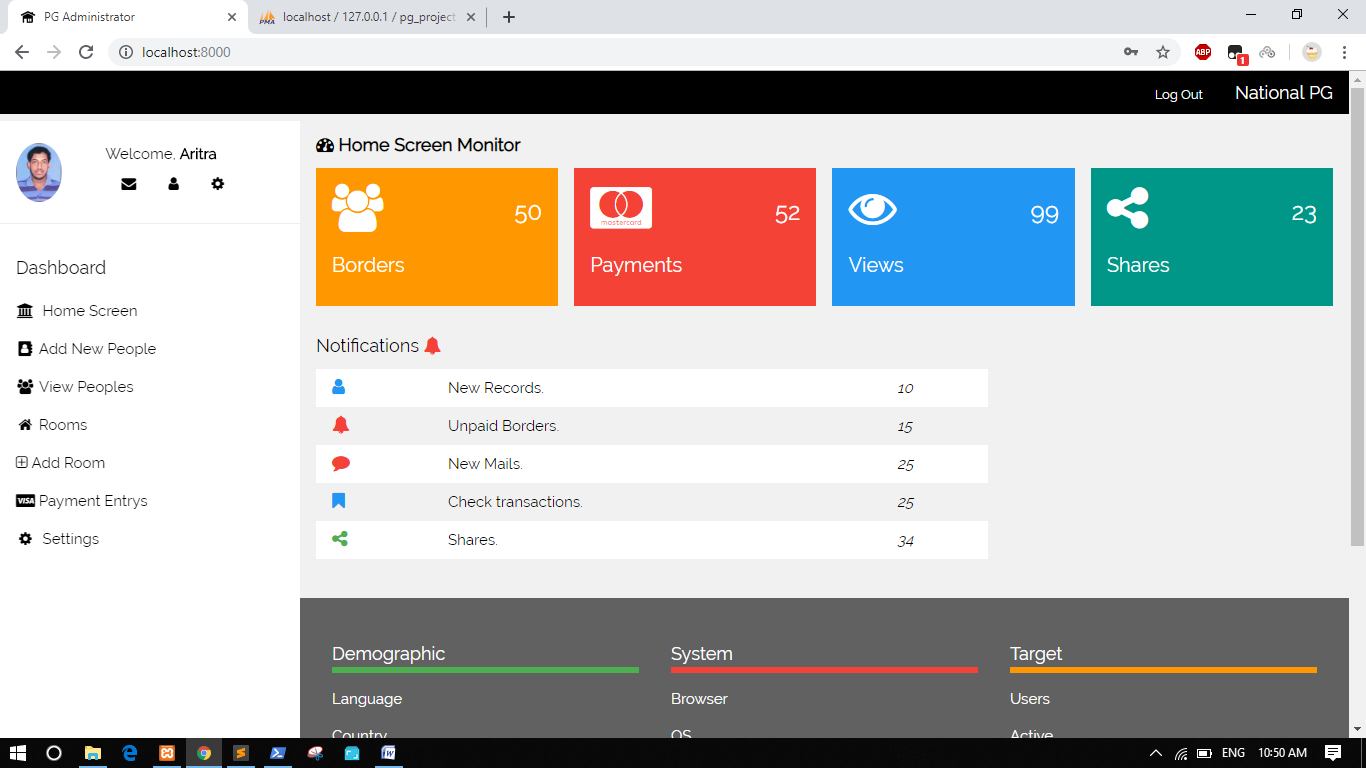 PG Administrator
localhost / 127.0.0.1 / pg_project
localhost:8000
ABP
1
Log Out National PG
Welcome, Aritra
Dashboard
Home Screen
Add New People
View Peoples
Rooms
Add Room
VISA Payment Entrys
Settings
Home Screen Monitor
50
Borders
mastercard
52
Payments
99
Views
23
Shares
Notifications
New Records. 10
Unpaid Borders. 15
New Mails. 25
Check transactions. 25
Shares. 34
Demographic
Language
Country
System
Browser
OS
Target
Users
Active
ENG 10:50 AM